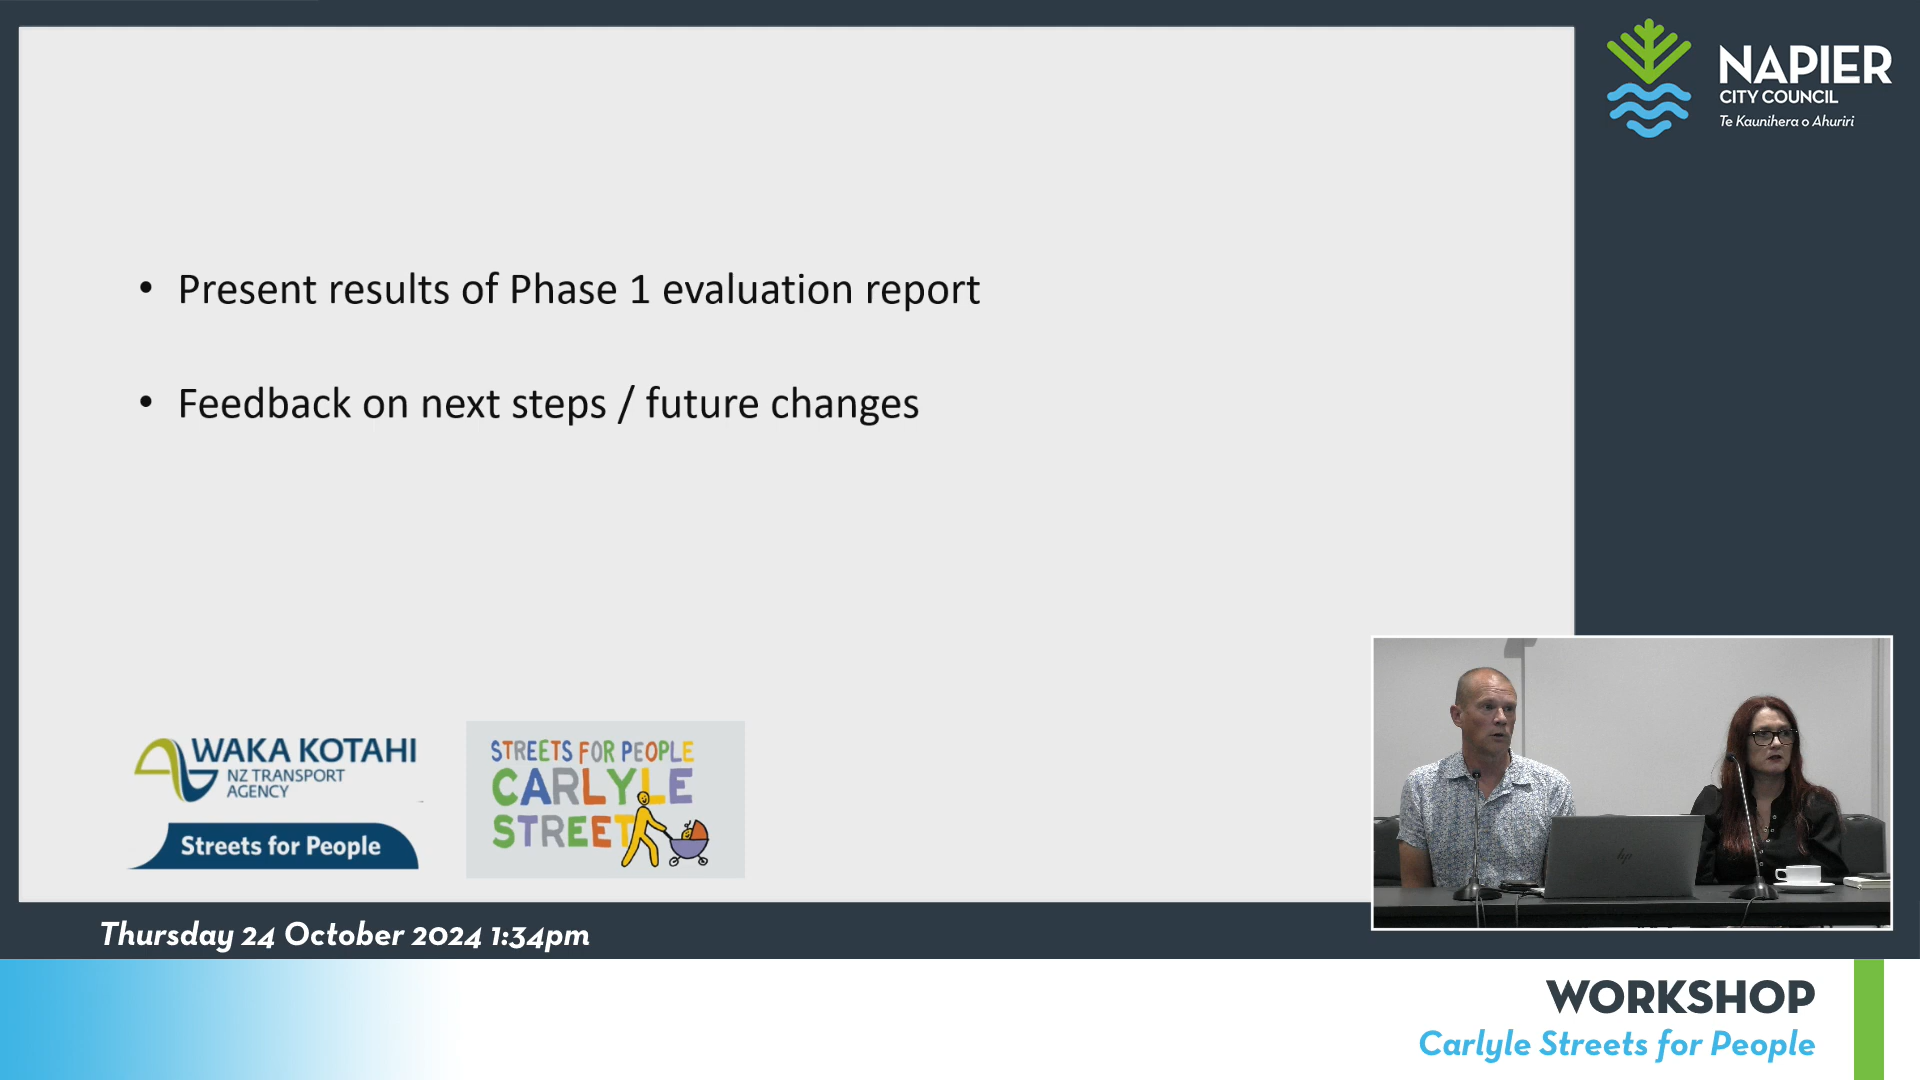 NAPIER
CITY COUNCIL
Te Kaunihera o Ahuriri
• Present results of Phase 1 evaluation report
• Feedback on next steps / future changes
WAKA KOTAHI
NZ TRANSPORT
AGENCY
Streets for People
STREETS FOR PEOPLE
CARLYLE
STREET
hp
Thursday 24 October 2024 1:34pm
WORKSHOP
Carlyle Streets for People